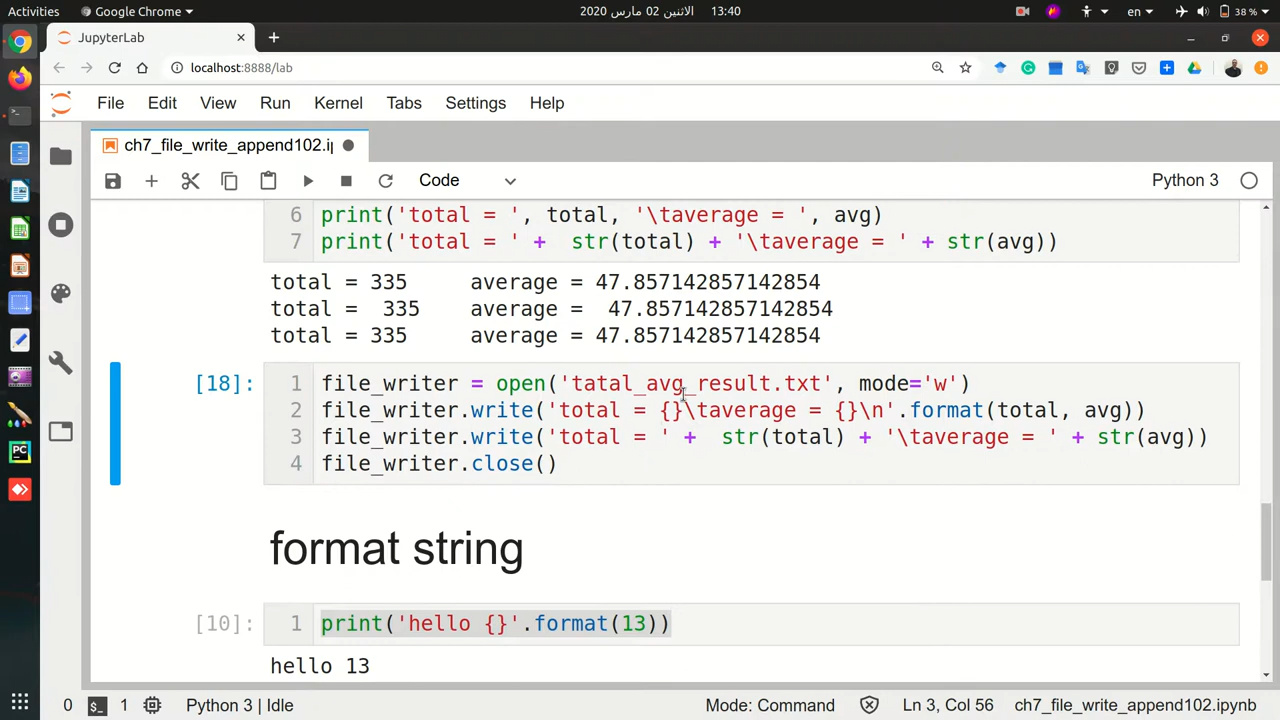 Activities Google Chrome 13:40 2020 الاثنين 02 مارس en 38 %
JupyterLab
localhost:8888/lab
File Edit View Run Kernel Tabs Settings Help
ch7_file_write_append102.ip
Code Python 3
6 print('total = ', total, '\taverage = ', avg)
7 print('total = ' + str(total) + '\taverage = ' + str(avg))
total = 335 average = 47.857142857142854
total = 335 average = 47.857142857142854
total = 335 average = 47.857142857142854
[18]: 1 file_writer = open('tatal_avg_result.txt', mode='w')
2 file_writer.write('total = {}\taverage = {}\n'.format(total, avg))
3 file_writer.write('total = ' + str(total) + '\taverage = ' + str(avg))
4 file_writer.close()
format string
[10]: 1 print('hello {}'.format(13))
hello 13
0 1 Python 3 | Idle Mode: Command Ln 3, Col 56 ch7_file_write_append102.ipynb
PC